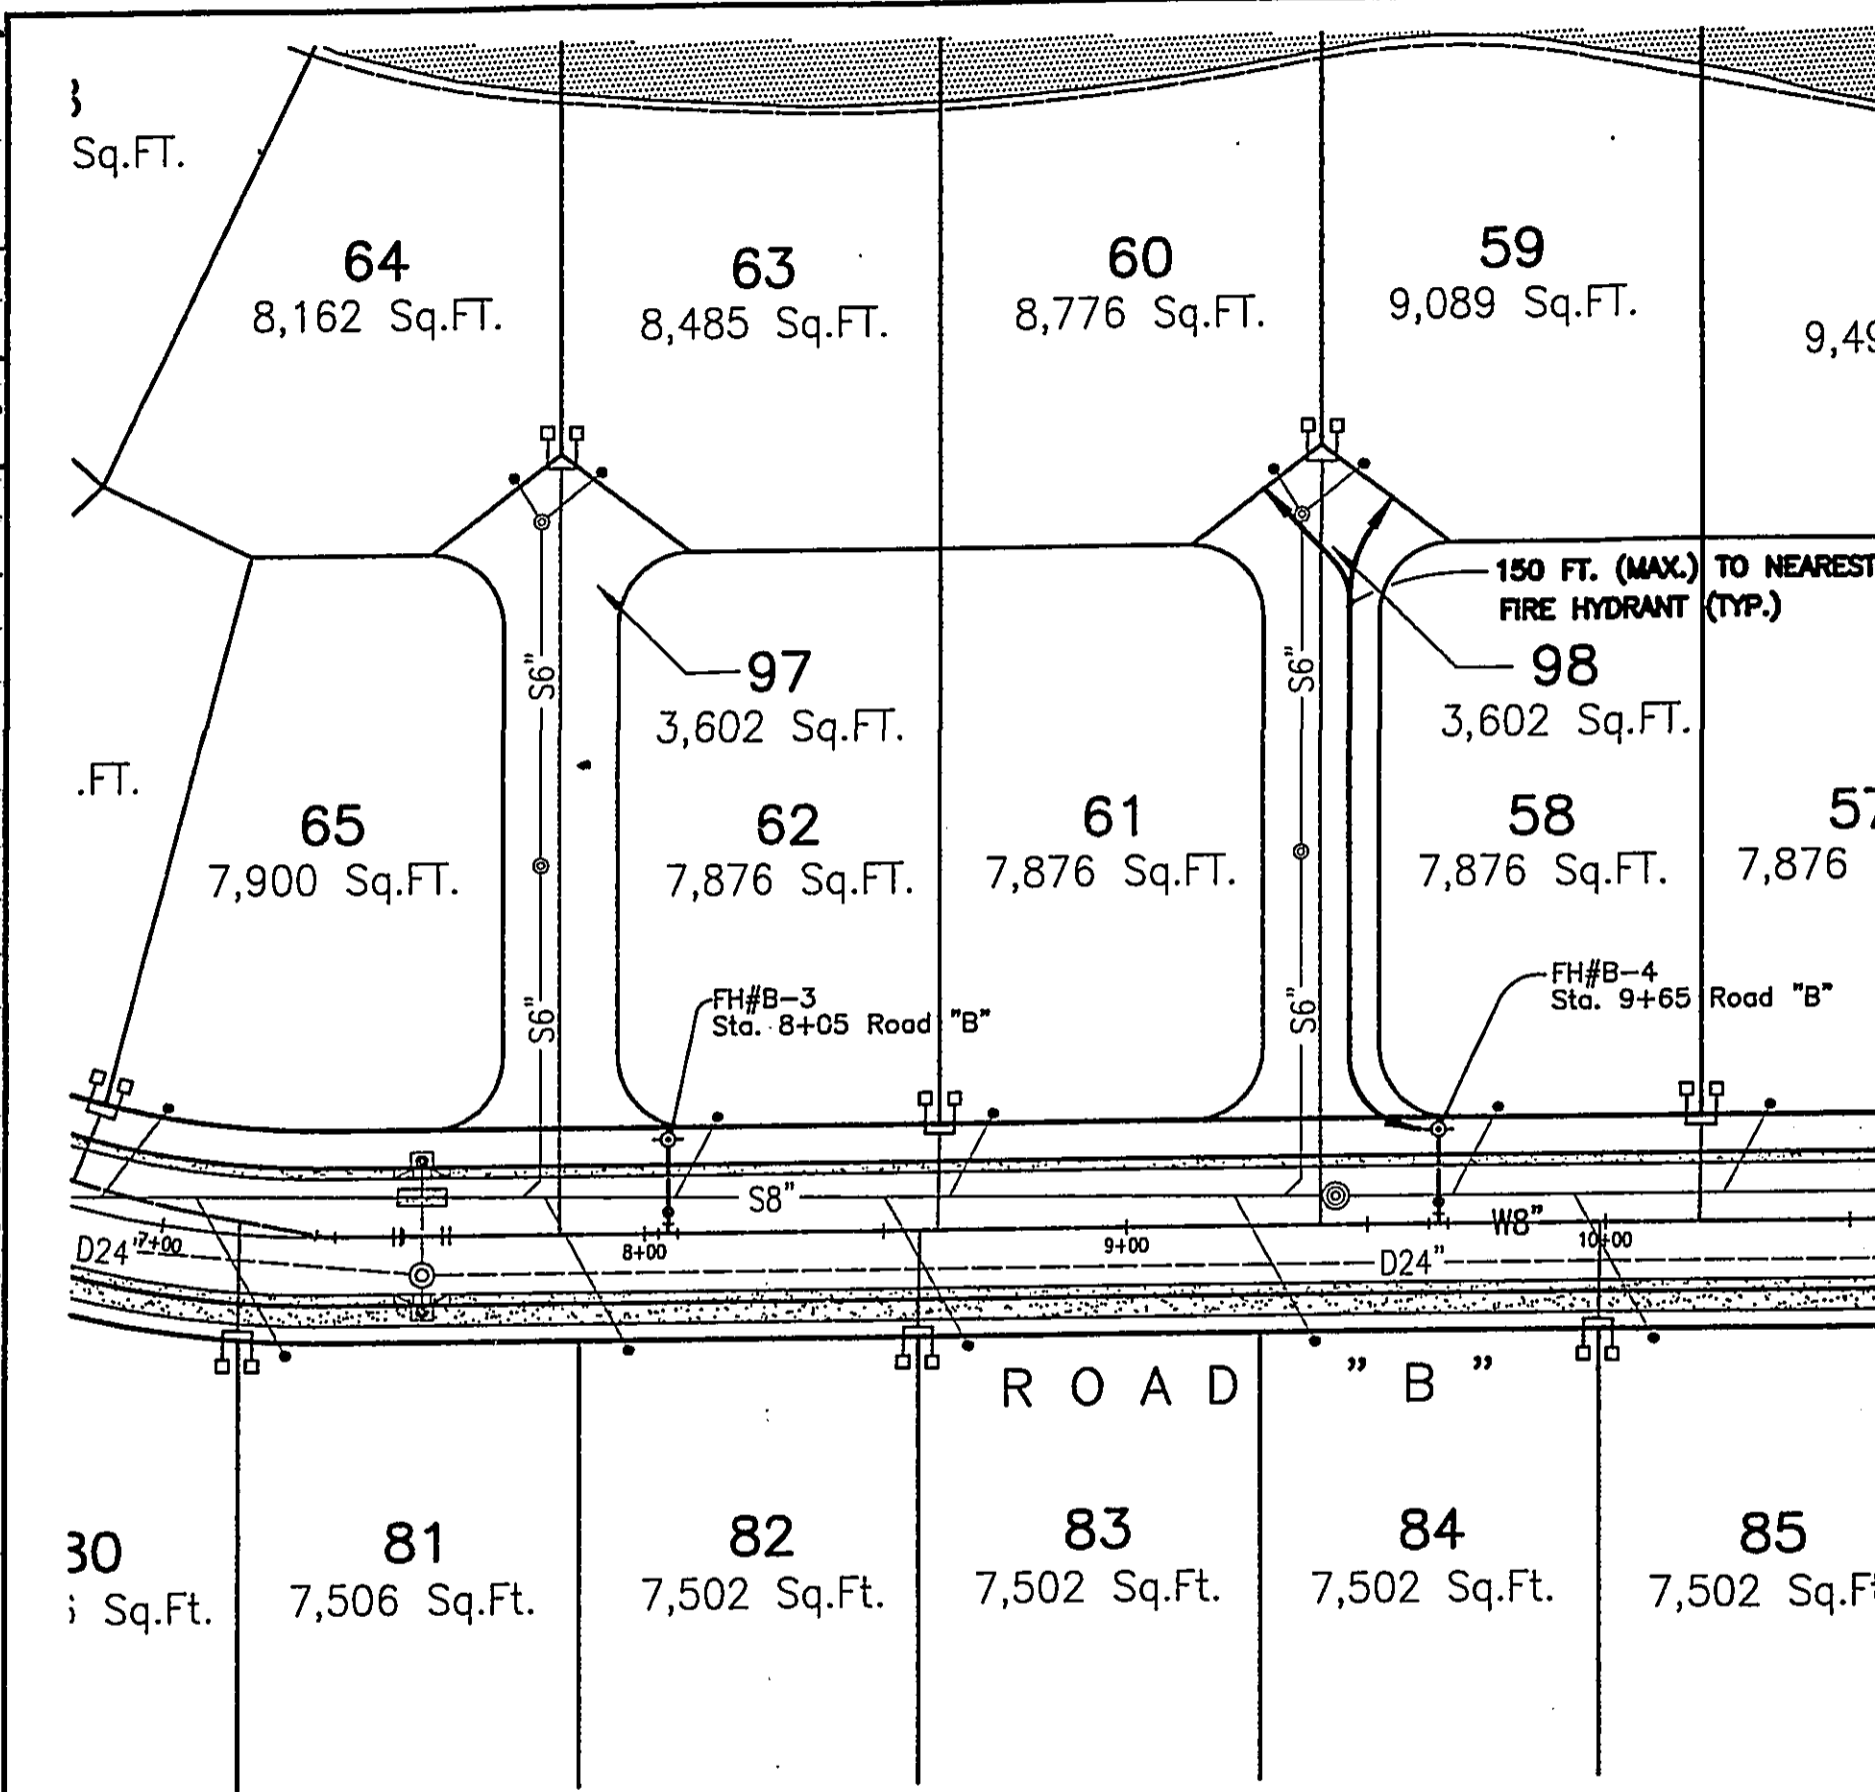 Sq.FT.
64
8,162 Sq.FT.
63
8,485 Sq.FT.
60
8,776 Sq.FT.
59
9,089 Sq.FT.
150 FT. (MAX.) TO NEAREST
FIRE HYDRANT (TYP.)
S6"
S6"
97
3,602 Sq.FT.
98
3,602 Sq.FT.
.FT.
65
7,900 Sq.FT.
62
7,876 Sq.FT.
61
7,876 Sq.FT.
58
7,876 Sq.FT.
57
7,876
S6"
FH#B-3
Sta. 8+05 Road "B"
S6"
FH#B-4
Sta. 9+65 Road "B"
S8"
W8"
D24"
7+00
8+00
9+00
10+00
D24"
ROAD "B"
Sq.Ft.
81
7,506 Sq.Ft.
82
7,502 Sq.Ft.
83
7,502 Sq.Ft.
84
7,502 Sq.Ft.
85
7,502 Sq.F